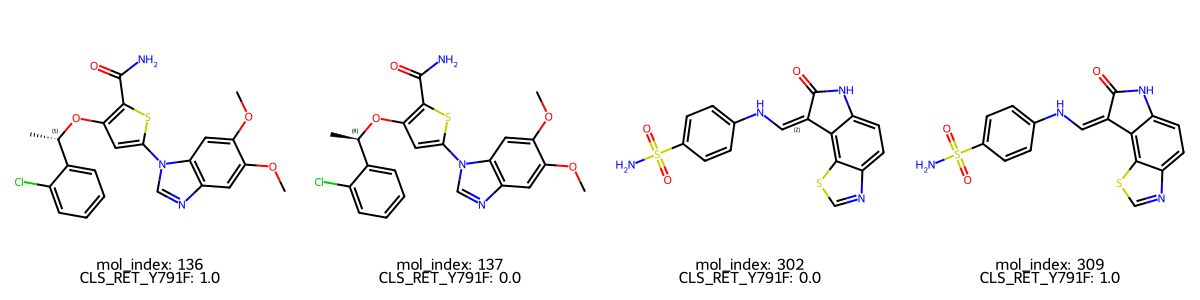 O NH₂ O S (S) Cl N N O O
O NH₂ O S (R) Cl N N O O
O NH H N (Z) O S O H₂N S N
O NH H N O S O H₂N S N
mol_index: 136 mol_index: 137 mol_index: 302 mol_index: 309
CLS_RET_Y791F: 1.0 CLS_RET_Y791F: 0.0 CLS_RET_Y791F: 0.0 CLS_RET_Y791F: 1.0